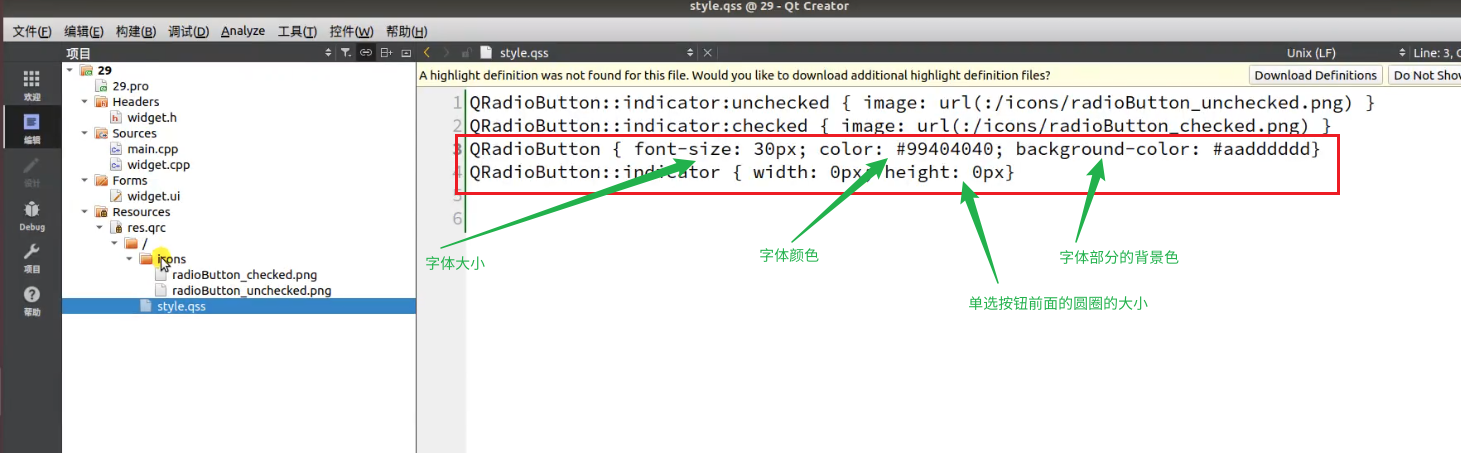 style.qss @ 29 - Qt Creator
文件(F) 编辑(E) 构建(B) 调试(D) Analyze 工具(T) 控件(W) 帮助(H)
项目 style.qss Unix (LF) Line: 3, C
A highlight definition was not found for this file. Would you like to download additional highlight definition files? Download Definitions Do Not Show
欢迎
编辑
设计
Debug
项目
帮助
29
29.pro
Headers
widget.h
Sources
main.cpp
widget.cpp
Forms
widget.ui
Resources
res.qrc
/
icons
radioButton_checked.png
radioButton_unchecked.png
style.qss
1 QRadioButton::indicator:unchecked { image: url(:/icons/radioButton_unchecked.png) }
2 QRadioButton::indicator:checked { image: url(:/icons/radioButton_checked.png) }
3 QRadioButton { font-size: 30px; color: #99404040; background-color: #aadddddd}
4 QRadioButton::indicator { width: 0px; height: 0px}
5
6
字体大小
字体颜色
字体部分的背景色
单选按钮前面的圆圈的大小